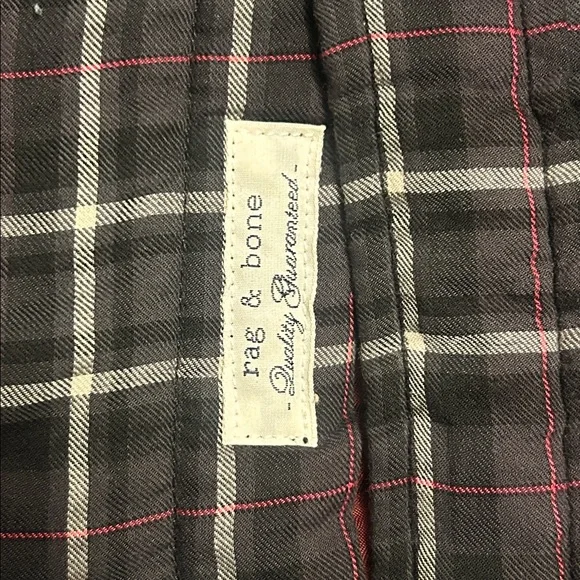 rag & bone
- Quality Guaranteed -